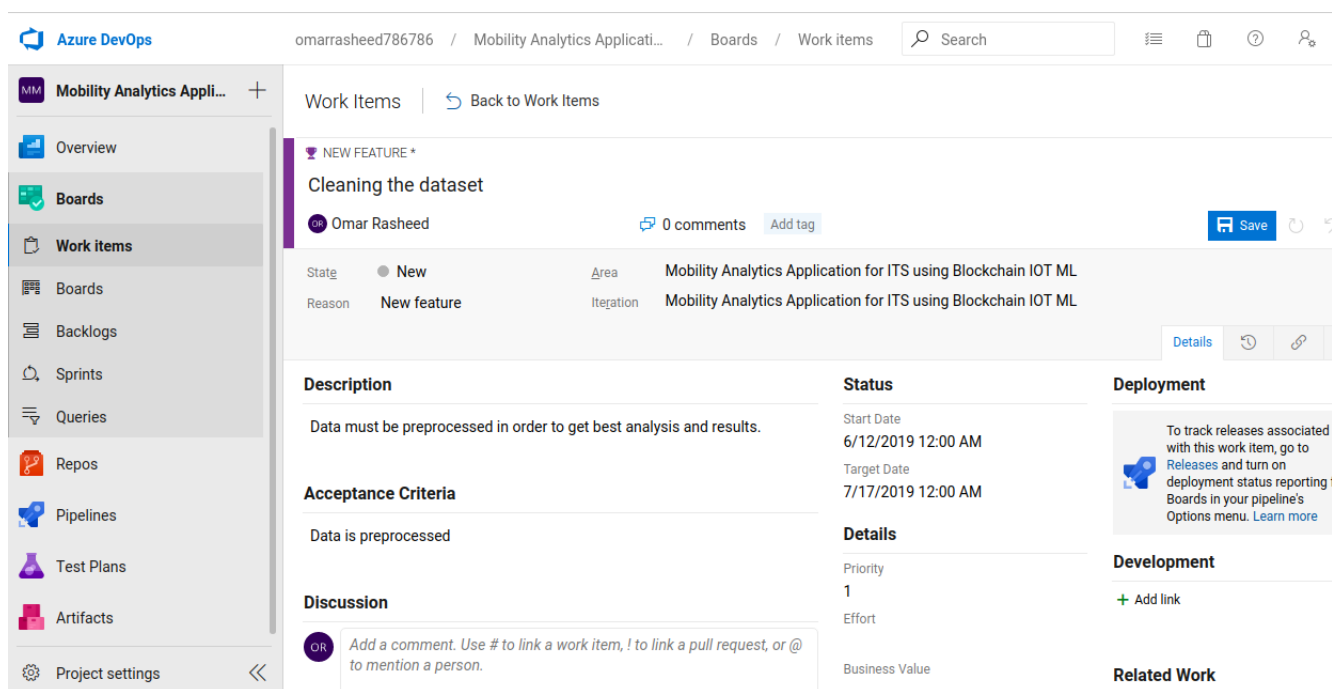 Azure DevOps
omarrasheed786786 / Mobility Analytics Applicati... / Boards / Work items
Search
MM Mobility Analytics Appli...
Overview
Boards
Work items
Boards
Backlogs
Sprints
Queries
Repos
Pipelines
Test Plans
Artifacts
Project settings
Work Items
Back to Work Items
NEW FEATURE *
Cleaning the dataset
OR Omar Rasheed
0 comments
Add tag
Save
State New
Area Mobility Analytics Application for ITS using Blockchain IOT ML
Reason New feature
Iteration Mobility Analytics Application for ITS using Blockchain IOT ML
Details
Description
Data must be preprocessed in order to get best analysis and results.
Acceptance Criteria
Data is preprocessed
Discussion
OR
Add a comment. Use # to link a work item, ! to link a pull request, or @
to mention a person.
Status
Start Date
6/12/2019 12:00 AM
Target Date
7/17/2019 12:00 AM
Details
Priority
1
Effort
Business Value
Deployment
To track releases associated
with this work item, go to
Releases and turn on
deployment status reporting
Boards in your pipeline's
Options menu. Learn more
Development
+ Add link
Related Work